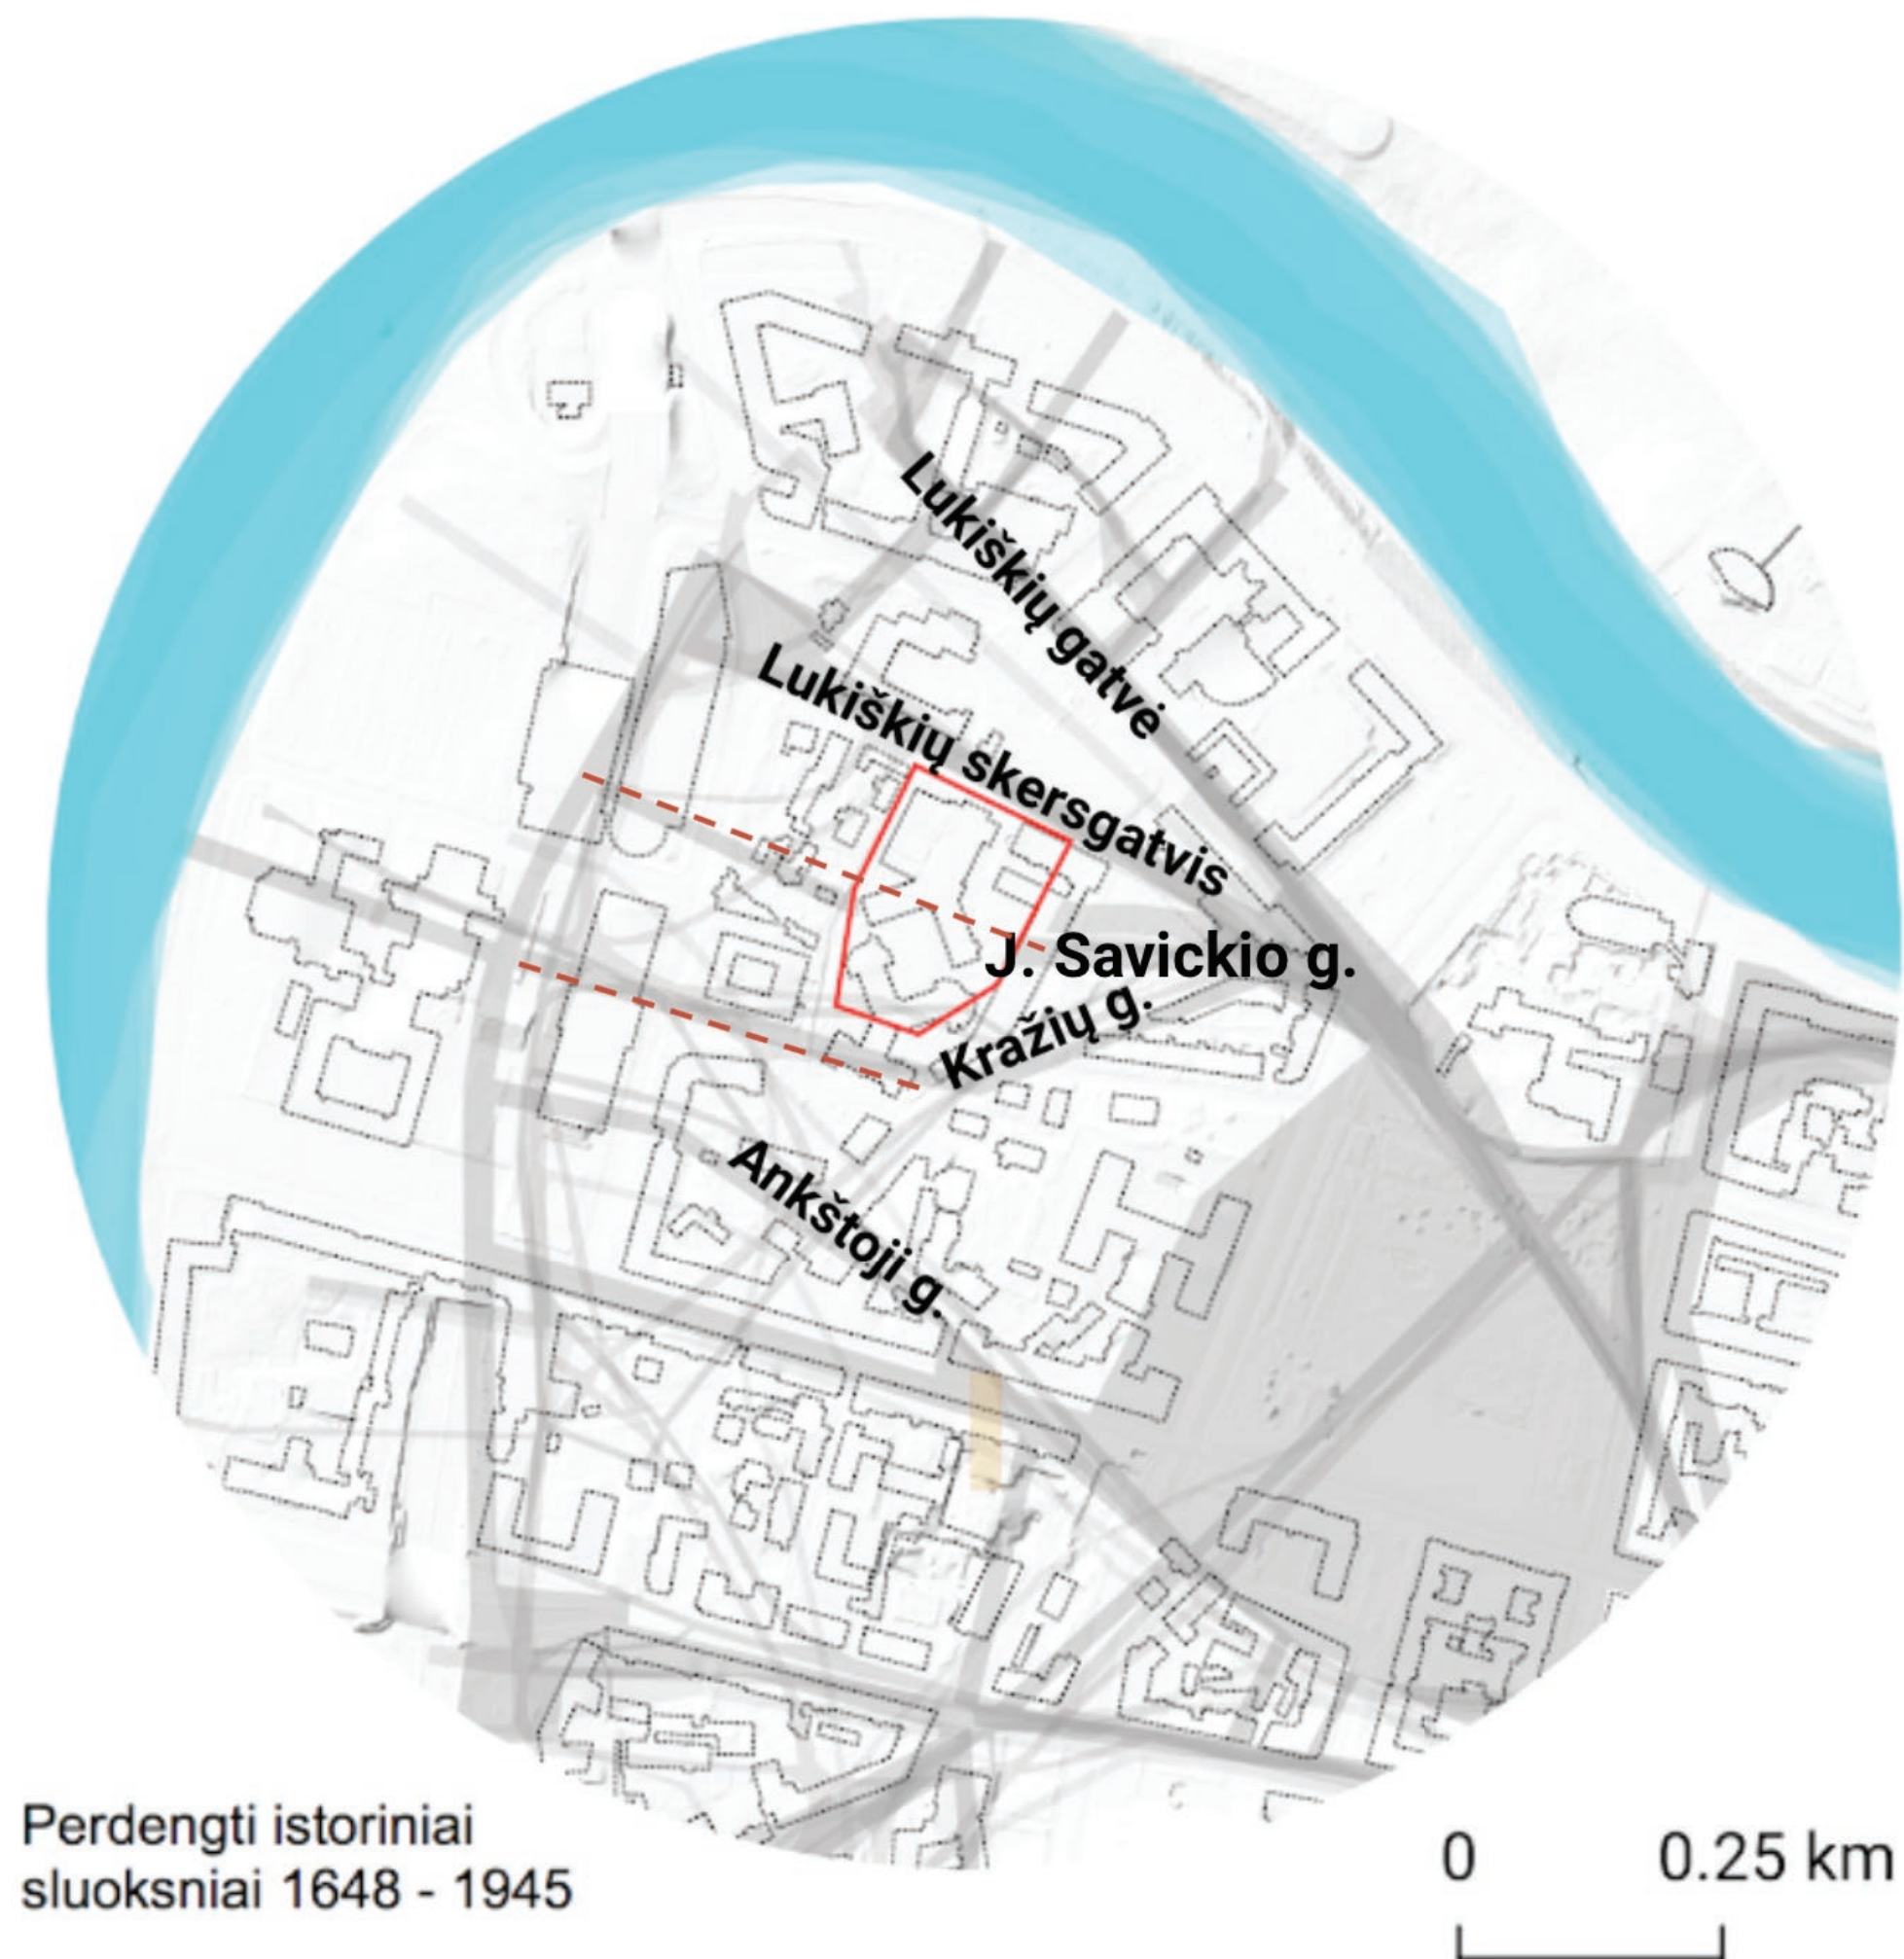 Lukiškių gatvė
Lukiškių skersgatvis
J. Savickio g.
Kražių g.
Ankštoji g.
Perdengti istoriniai
sluoksniai 1648 - 1945
0 0.25 km